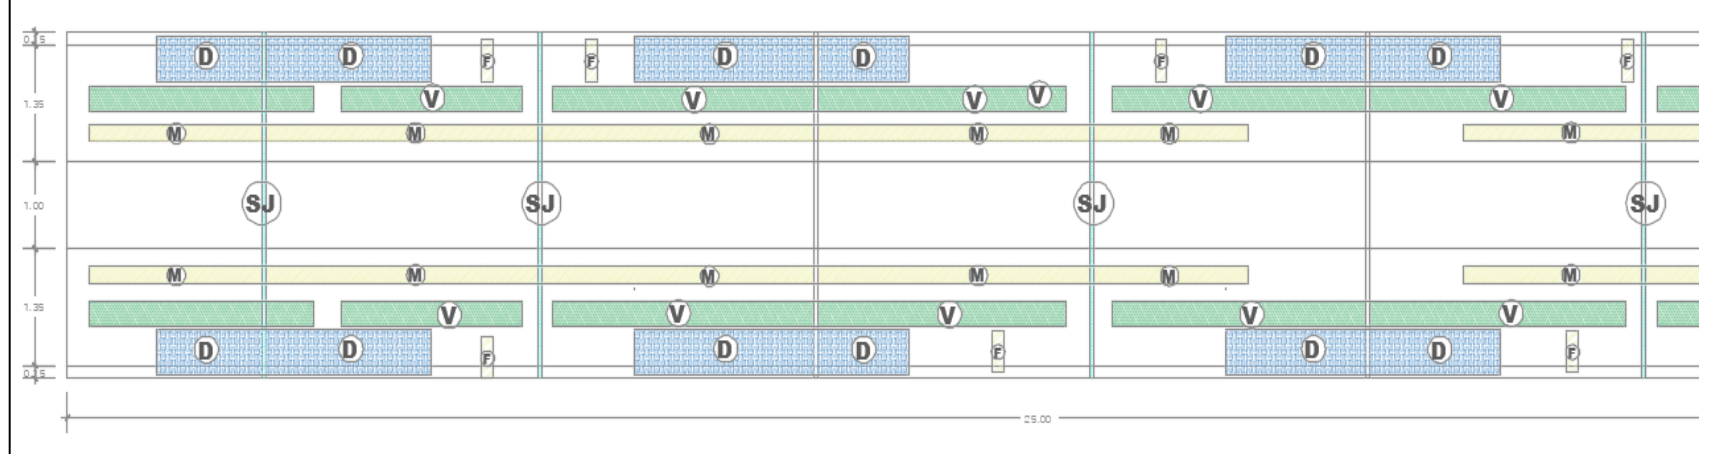 0.15
D D F F D D F D D F
1.35
V V V V V V
M M M M M M
1.00
SJ SJ SJ SJ
M M M M M M
1.35
V V V V V
D D D D D D
F F F
0.15
25.00